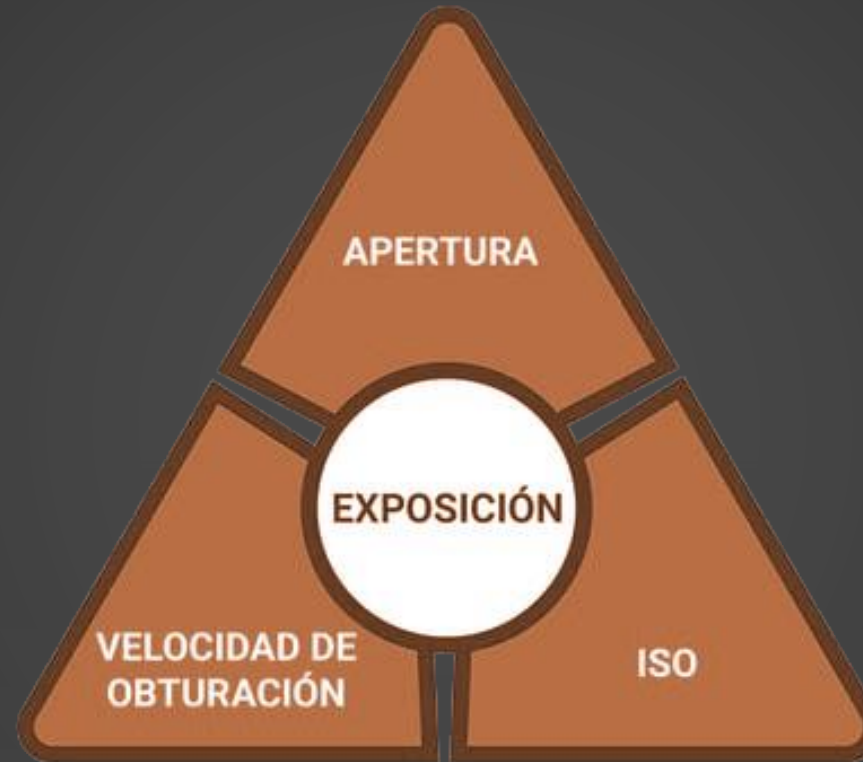 APERTURA
EXPOSICIÓN
VELOCIDAD DE
OBTURACIÓN
ISO